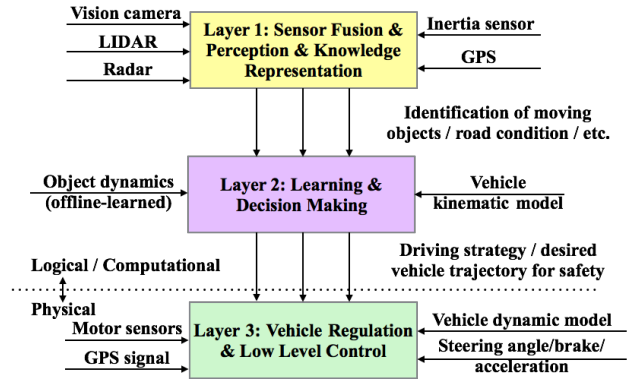 Vision camera
LIDAR
Radar
Layer 1: Sensor Fusion &
Perception & Knowledge
Representation
Inertia sensor
GPS
Identification of moving
objects / road condition / etc.
Object dynamics
(offline-learned)
Layer 2: Learning &
Decision Making
Vehicle
kinematic model
Driving strategy / desired
vehicle trajectory for safety
Logical / Computational
Physical
Motor sensors
GPS signal
Layer 3: Vehicle Regulation
& Low Level Control
Vehicle dynamic model
Steering angle/brake/
acceleration